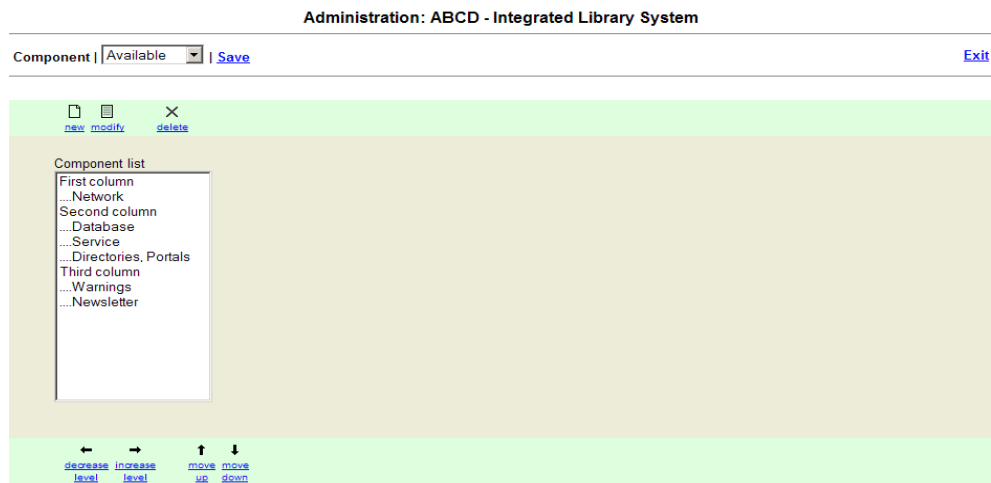 Administration: ABCD - Integrated Library System
Component | Available | Save
Exit
new modify delete
Component list
First column
....Network
Second column
....Database
....Service
....Directories, Portals
Third column
....Warnings
....Newsletter
decrease increase move move
level level up down